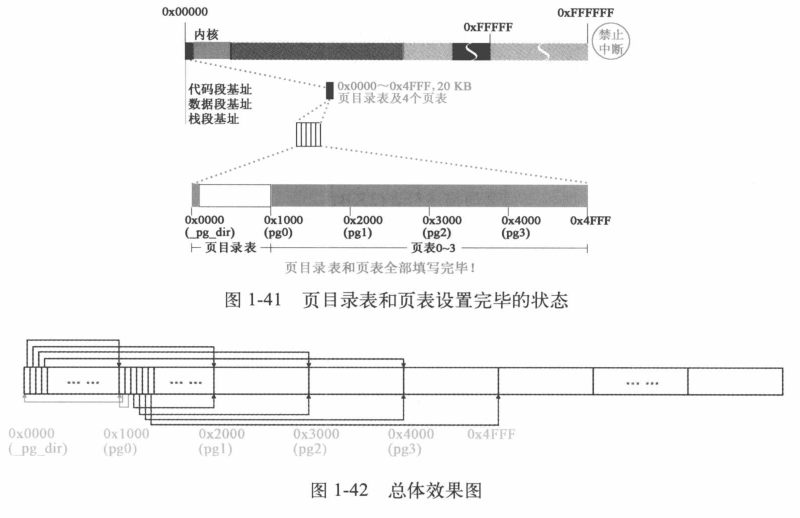 0x00000
0xFFFFF
0xFFFFFF
内核
禁止
中断
代码段基址
数据段基址
栈段基址
0x0000～0x4FFF, 20 KB
页目录表及4个页表
0x0000 0x1000 0x2000 0x3000 0x4000 0x4FFF
(_pg_dir) (pg0) (pg1) (pg2) (pg3)
页目录表 页表0~3
页目录表和页表全部填写完毕！
图 1-41 页目录表和页表设置完毕的状态
… … … … … …
0x0000 0x1000 0x2000 0x3000 0x4000 0x4FFF
(_pg_dir) (pg0) (pg1) (pg2) (pg3)
图 1-42 总体效果图